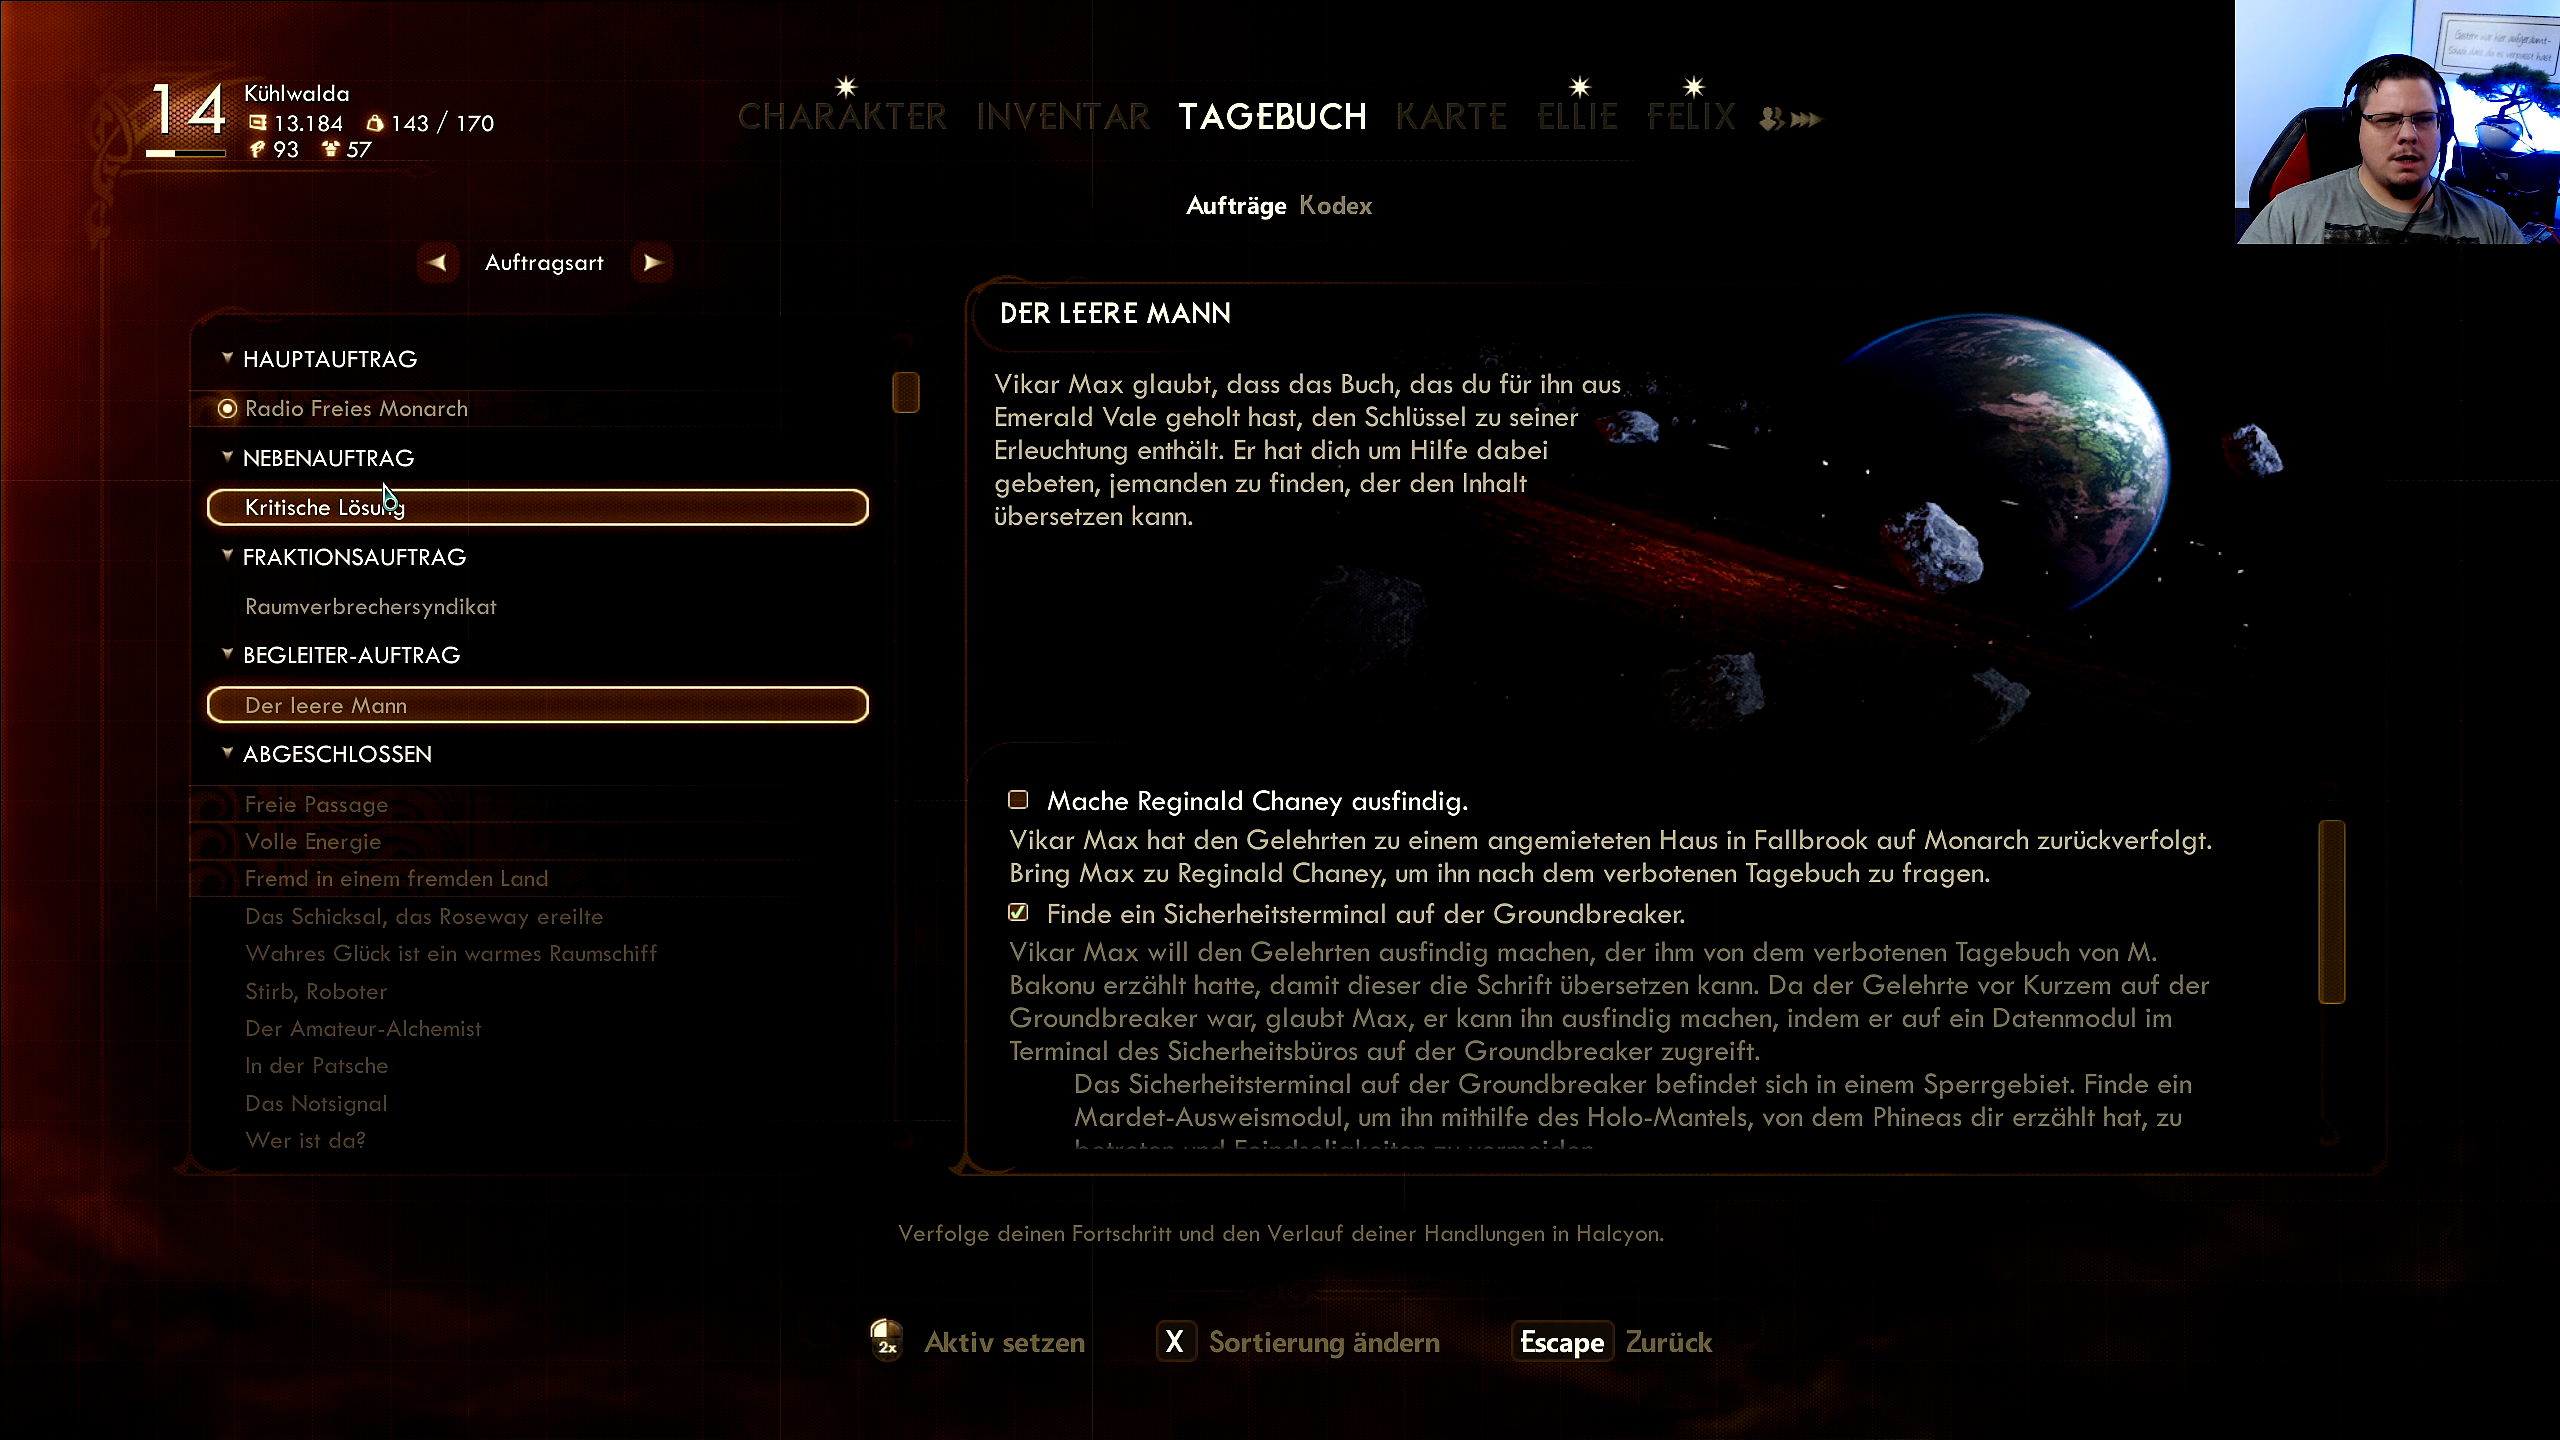 14
Kühlwalda
13.184 143 / 170
93 57
CHARAKTER INVENTAR TAGEBUCH KARTE ELLIE FELIX
Aufträge Kodex
Auftragsart
HAUPTAUFTRAG
Radio Freies Monarch
NEBENAUFTRAG
Kritische Lösung
FRAKTIONSAUFTRAG
Raumverbrechersyndikat
BEGLEITER-AUFTRAG
Der leere Mann
ABGESCHLOSSEN
Freie Passage
Volle Energie
Fremd in einem fremden Land
Das Schicksal, das Roseway ereilte
Wahres Glück ist ein warmes Raumschiff
Stirb, Roboter
Der Amateur-Alchemist
In der Patsche
Das Notsignal
Wer ist da?
DER LEERE MANN
Vikar Max glaubt, dass das Buch, das du für ihn aus
Emerald Vale geholt hast, den Schlüssel zu seiner
Erleuchtung enthält. Er hat dich um Hilfe dabei
gebeten, jemanden zu finden, der den Inhalt
übersetzen kann.
Mache Reginald Chaney ausfindig.
Vikar Max hat den Gelehrten zu einem angemieteten Haus in Fallbrook auf Monarch zurückverfolgt.
Bring Max zu Reginald Chaney, um ihn nach dem verbotenen Tagebuch zu fragen.
Finde ein Sicherheitsterminal auf der Groundbreaker.
Vikar Max will den Gelehrten ausfindig machen, der ihm von dem verbotenen Tagebuch von M.
Bakonu erzählt hatte, damit dieser die Schrift übersetzen kann. Da der Gelehrte vor Kurzem auf der
Groundbreaker war, glaubt Max, er kann ihn ausfindig machen, indem er auf ein Datenmodul im
Terminal des Sicherheitsbüros auf der Groundbreaker zugreift.
Das Sicherheitsterminal auf der Groundbreaker befindet sich in einem Sperrgebiet. Finde ein
Mardet-Ausweismodul, um ihn mithilfe des Holo-Mantels, von dem Phineas dir erzählt hat, zu
betreten und Feindseligkeiten zu vermeiden.
Verfolge deinen Fortschritt und den Verlauf deiner Handlungen in Halcyon.
2x Aktiv setzen X Sortierung ändern Escape Zurück